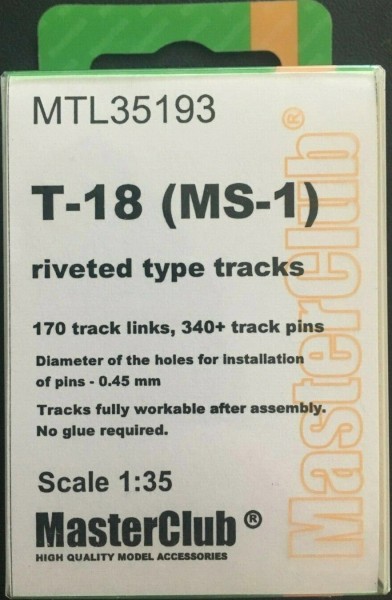 MTL35193
T-18 (MS-1)
riveted type tracks
170 track links, 340+ track pins
Diameter of the holes for installation
of pins - 0.45 mm
Tracks fully workable after assembly.
No glue required.
Scale 1:35
MasterClub ®
HIGH QUALITY MODEL ACCESSORIES
MasterClub®